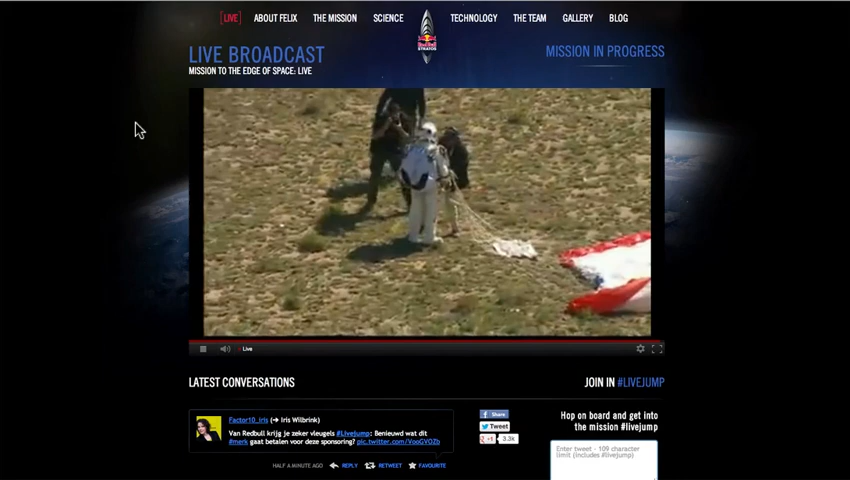 [LIVE] ABOUT FELIX THE MISSION SCIENCE TECHNOLOGY THE TEAM GALLERY BLOG
Red Bull
STRATOS
LIVE BROADCAST
MISSION TO THE EDGE OF SPACE: LIVE
MISSION IN PROGRESS
Live
LATEST CONVERSATIONS
JOIN IN #LIVEJUMP
Factor10_iris (→ Iris Wilbrink)
Van Redbull krijg je zeker vleugels #Livejump: Benieuwd wat dit
#merk gaat betalen voor deze sponsoring? pic.twitter.com/VooGVOZb
HALF A MINUTE AGO REPLY RETWEET FAVOURITE
Share
Tweet
+1 3.3k
Hop on board and get into
the mission #livejump
Enter tweet - 109 character
limit (includes #livejump)